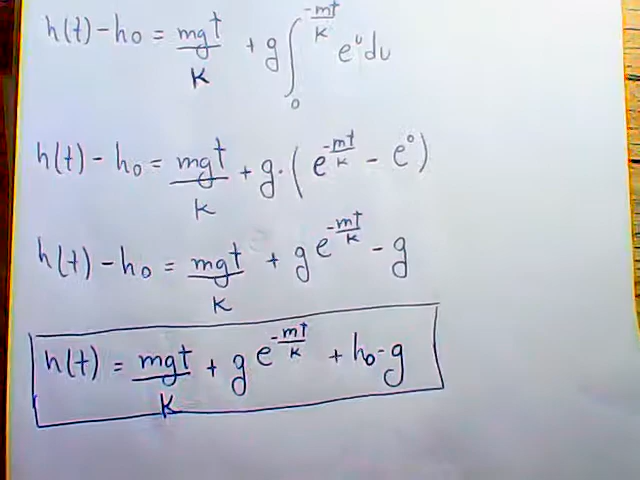 h(t) - h₀ = mgt/K + g ∫₀^(-mt/K) eᵘ du
h(t) - h₀ = mgt/K + g · (e^(-mt/K) - e⁰)
h(t) - h₀ = mgt/K + g e^(-mt/K) - g
h(t) = mgt/K + g e^(-mt/K) + h₀ - g